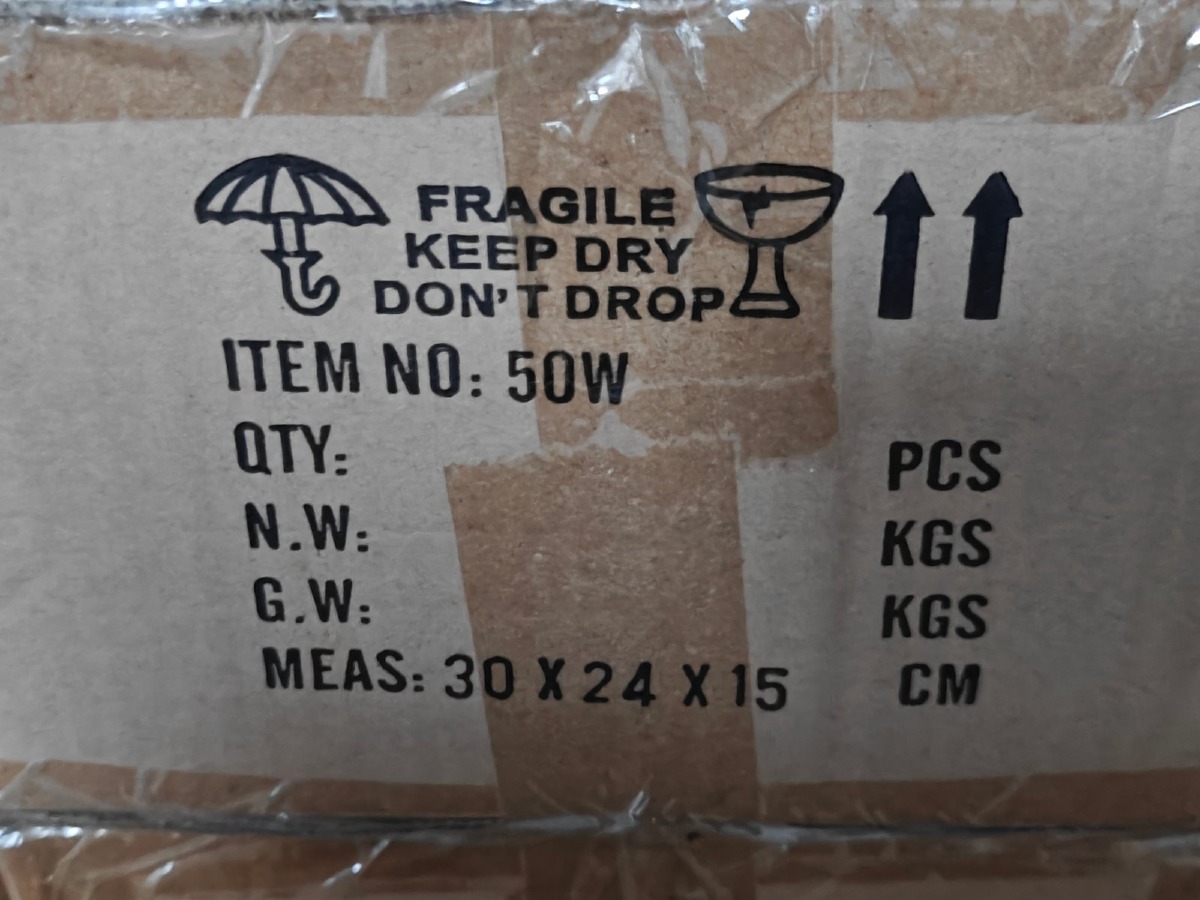 FRAGILE
KEEP DRY
DON'T DROP
ITEM NO: 50W
QTY: PCS
N.W: KGS
G.W: KGS
MEAS: 30 X 24 X 15 CM